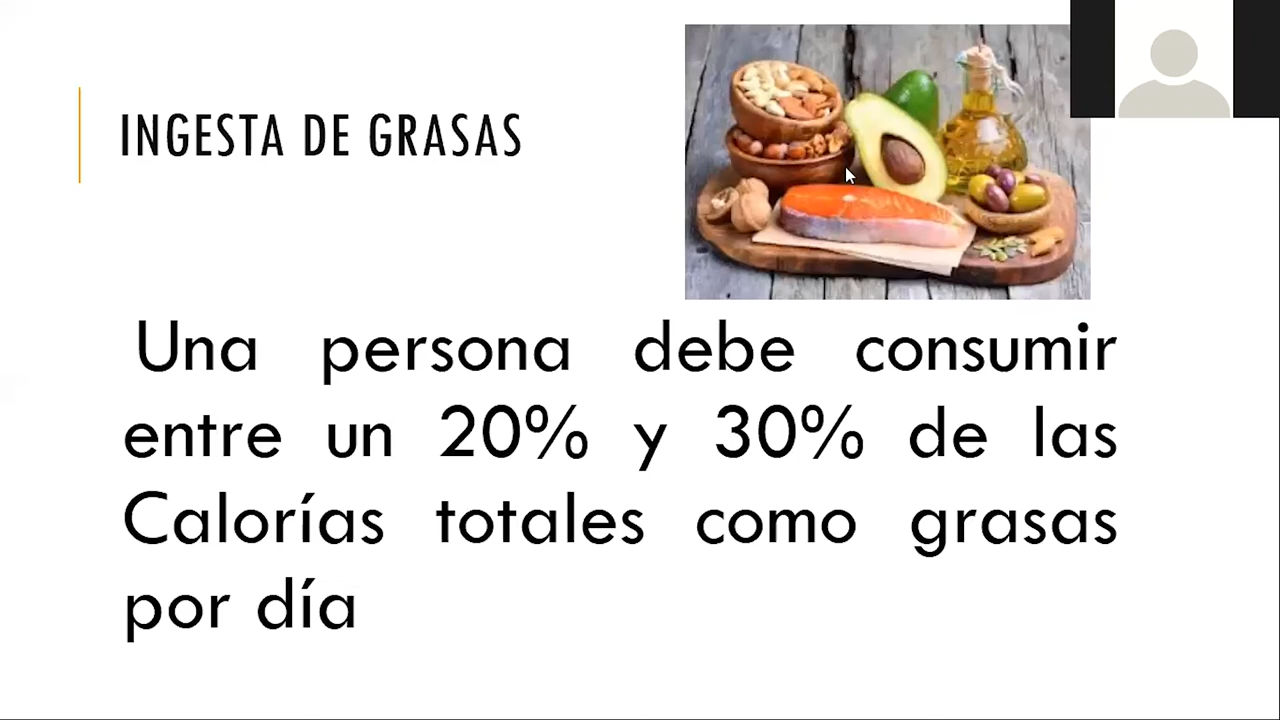 INGESTA DE GRASAS
Una persona debe consumir
entre un 20% y 30% de las
Calorías totales como grasas
por día